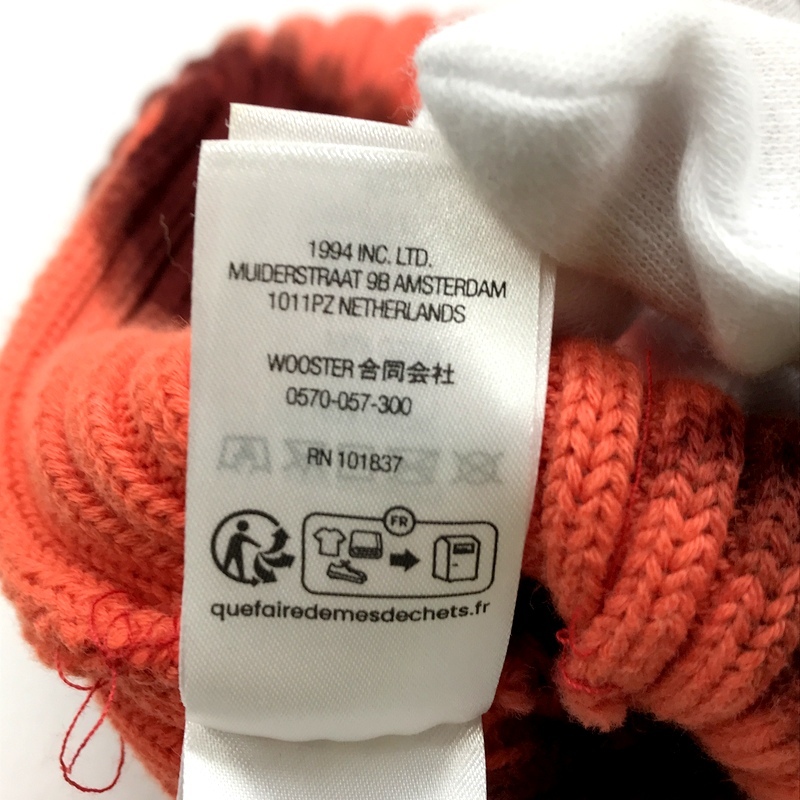 1994 INC. LTD.
MUIDERSTRAAT 9B AMSTERDAM
1011PZ NETHERLANDS
WOOSTER 合同会社
0570-057-300
RN 101837
FR
quefairedemesdechets.fr